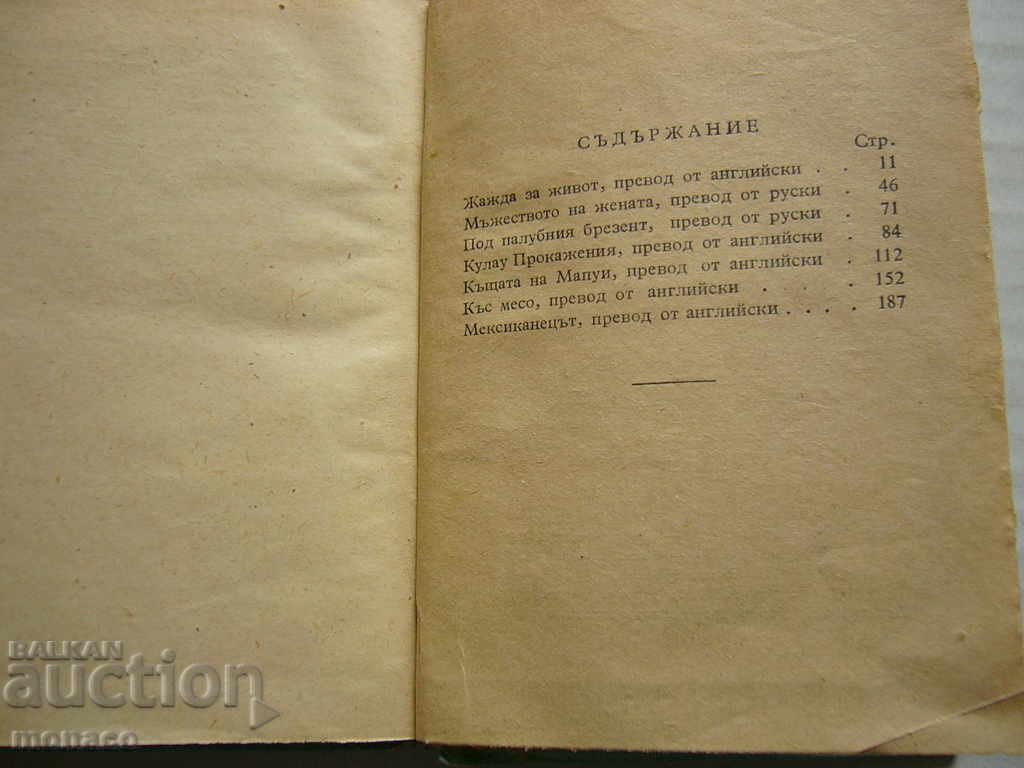 СЪДЪРЖАНИЕ
Стр.
Жажда за живот, превод от английски . . 11
Мъжеството на жената, превод от руски . 46
Под палубния брезент, превод от руски . 71
Кулау Прокажения, превод от английски . 84
Къщата на Мапуи, превод от английски . 112
Къс месо, превод от английски . . . 152
Мексиканецът, превод от английски . . . . 187
BALKAN
auction
monaco